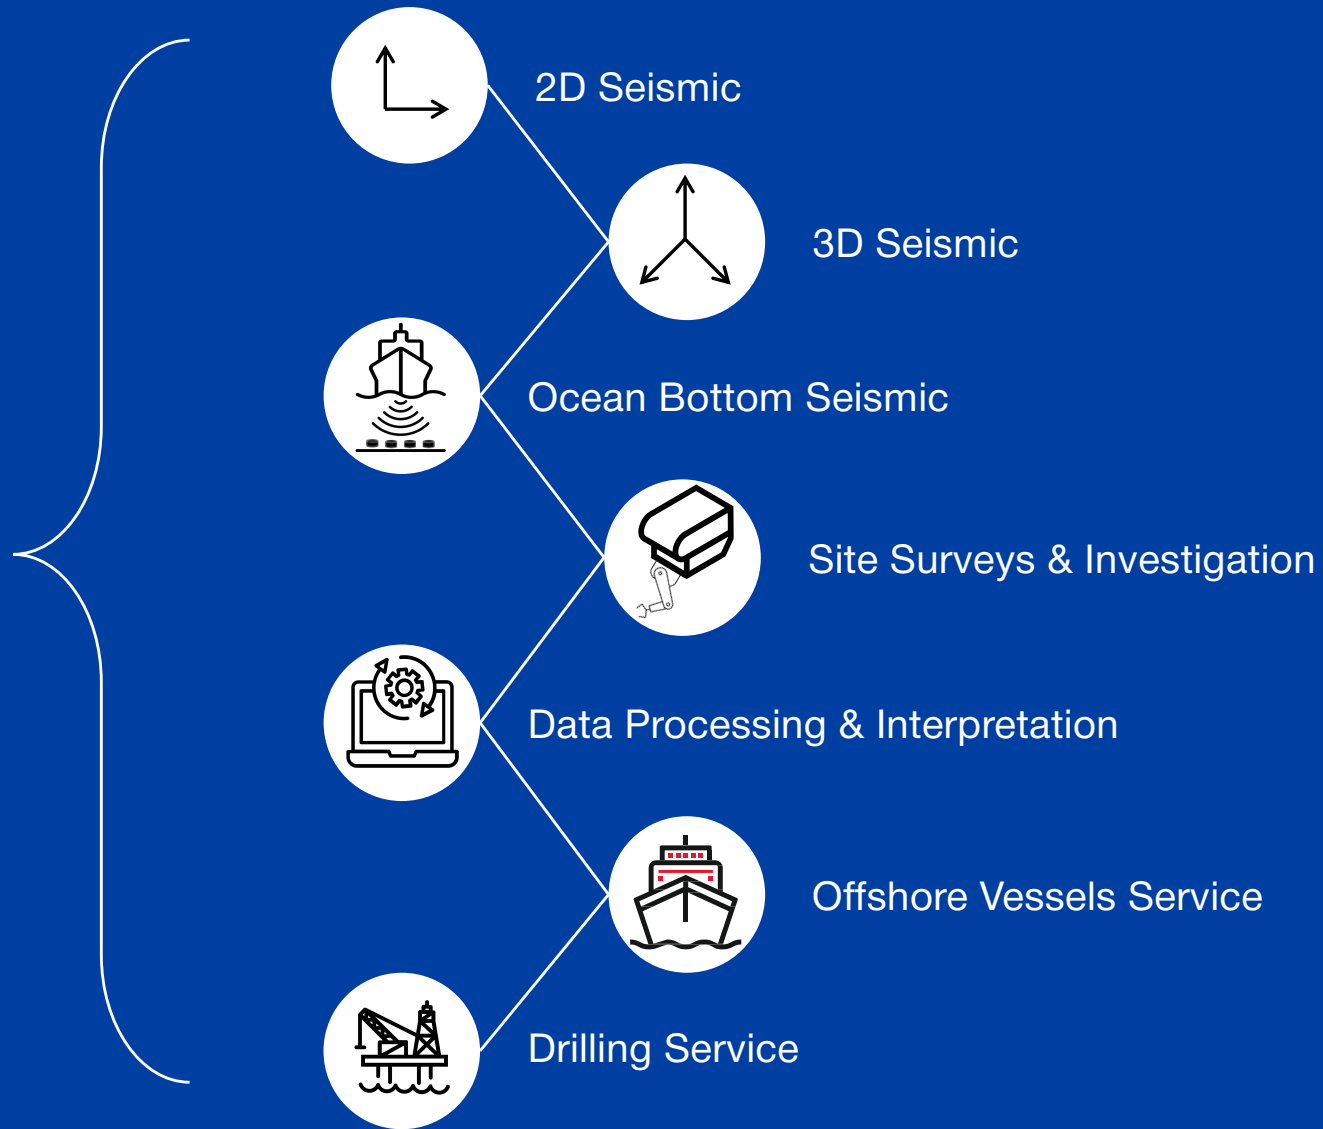 2D Seismic
3D Seismic
Ocean Bottom Seismic
Site Surveys & Investigation
Data Processing & Interpretation
Offshore Vessels Service
Drilling Service